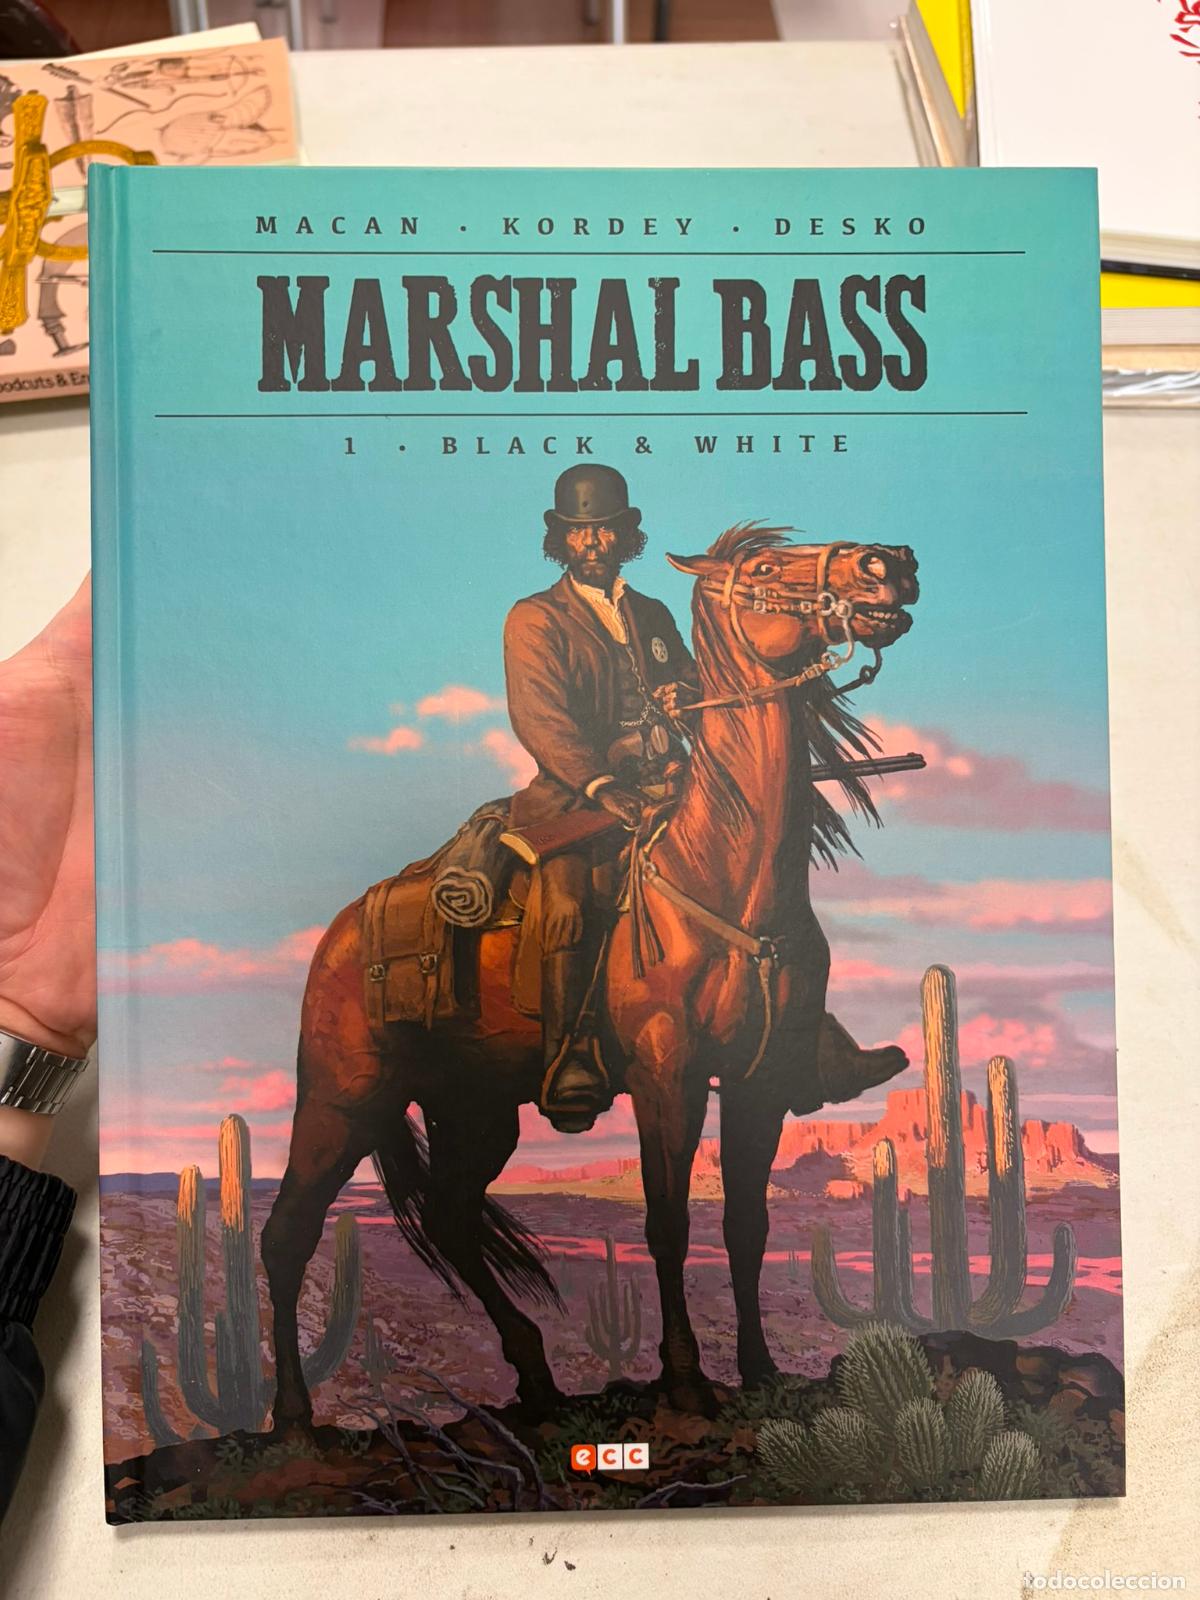 MACAN · KORDEY · DESKO
MARSHAL BASS
1 · BLACK & WHITE
ecc
oodcuts & En
todocoleccion